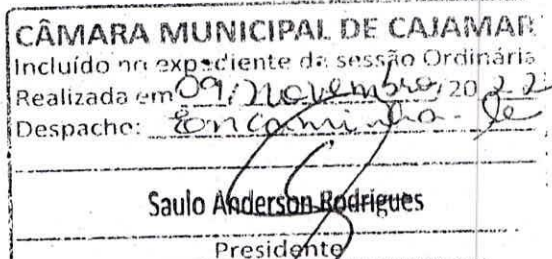 CÂMARA MUNICIPAL DE CAJAMAR
Incluído no expediente da sessão Ordinária
Realizada em 09/novembro/2022
Despacho: Encaminha-se
Saulo Anderson Rodrigues
Presidente